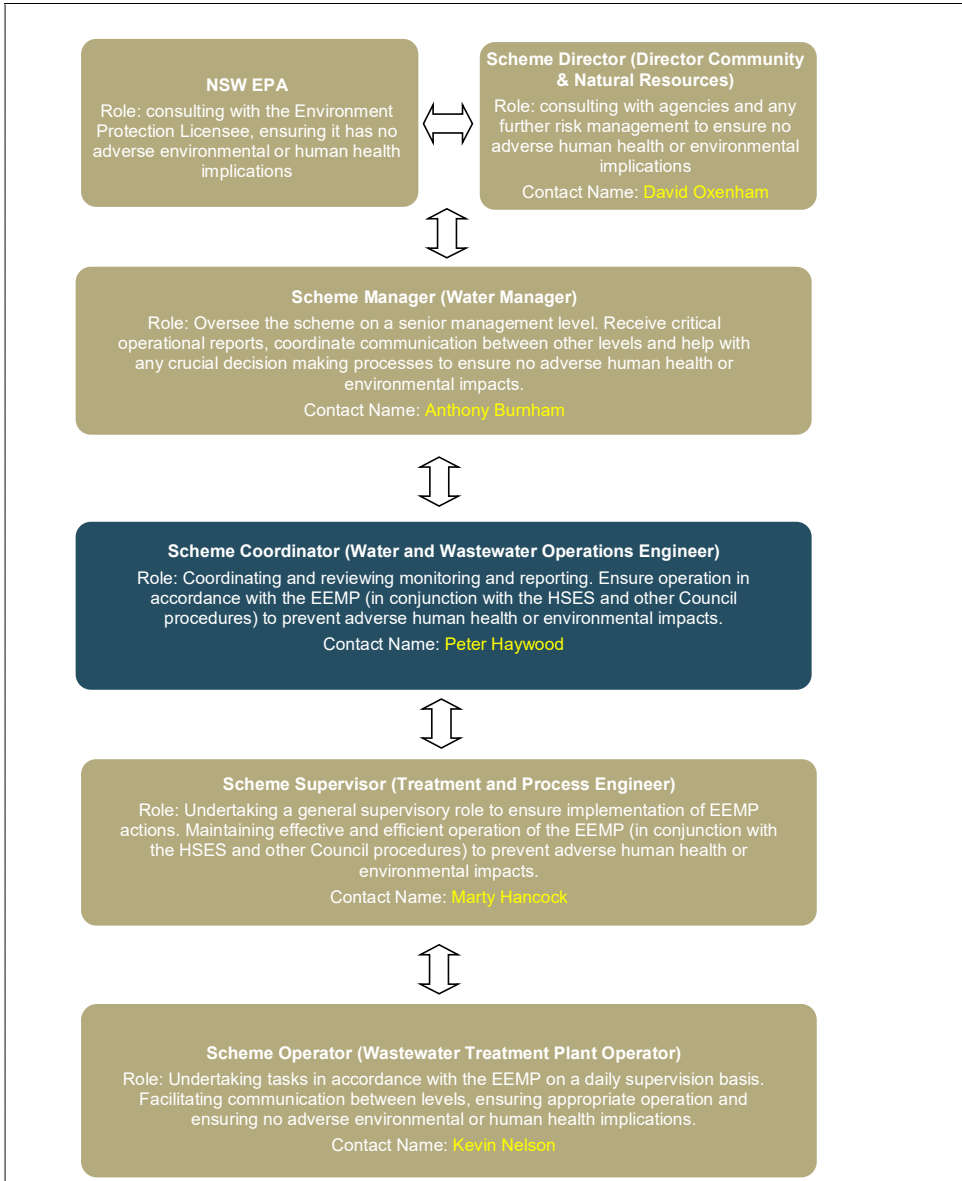 NSW EPA
Role: consulting with the Environment
Protection Licensee, ensuring it has no
adverse environmental or human health
implications
Scheme Director (Director Community
& Natural Resources)
Role: consulting with agencies and any
further risk management to ensure no
adverse human health or environmental
implications
Contact Name: David Oxenham
Scheme Manager (Water Manager)
Role: Oversee the scheme on a senior management level. Receive critical
operational reports, coordinate communication between other levels and help with
any crucial decision making processes to ensure no adverse human health or
environmental impacts.
Contact Name: Anthony Burnham
Scheme Coordinator (Water and Wastewater Operations Engineer)
Role: Coordinating and reviewing monitoring and reporting. Ensure operation in
accordance with the EEMP (in conjunction with the HSES and other Council
procedures) to prevent adverse human health or environmental impacts.
Contact Name: Peter Haywood
Scheme Supervisor (Treatment and Process Engineer)
Role: Undertaking a general supervisory role to ensure implementation of EEMP
actions. Maintaining effective and efficient operation of the EEMP (in conjunction with
the HSES and other Council procedures) to prevent adverse human health or
environmental impacts.
Contact Name: Marty Hancock
Scheme Operator (Wastewater Treatment Plant Operator)
Role: Undertaking tasks in accordance with the EEMP on a daily supervision basis.
Facilitating communication between levels, ensuring appropriate operation and
ensuring no adverse environmental or human health implications.
Contact Name: Kevin Nelson